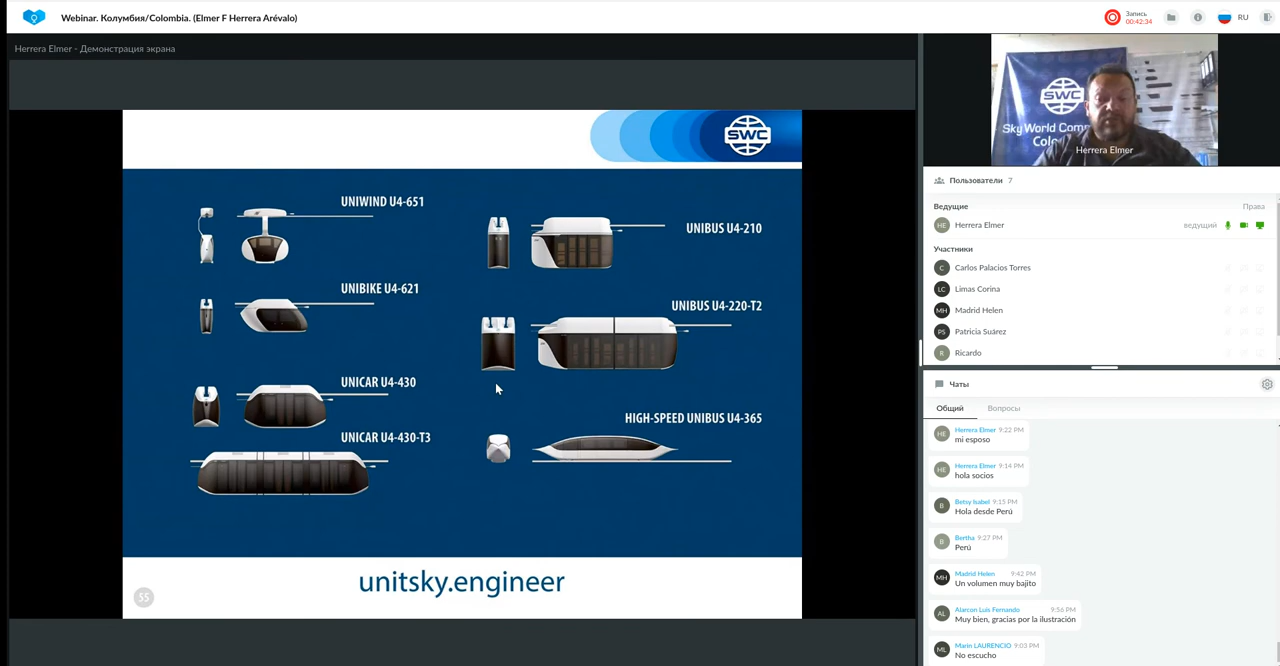 Webinar. Колумбия/Colombia. (Elmer F Herrera Arévalo)
Запись
00:42:34
RU
Herrera Elmer - Демонстрация экрана
SWC
UNIWIND U4-651
UNIBUS U4-210
UNIBIKE U4-621
UNIBUS U4-220-T2
UNICAR U4-430
HIGH-SPEED UNIBUS U4-365
UNICAR U4-430-T3
unitsky.engineer
55
SWC
Sky World Com
Col
Herrera Elmer
Пользователи 7
Ведущие
Права
HE Herrera Elmer ведущий
Участники
C Carlos Palacios Torres
LC Limas Corina
MH Madrid Helen
PS Patricia Suárez
R Ricardo
Чаты
Общий Вопросы
HE Herrera Elmer 9:22 PM
mi esposo
HE Herrera Elmer 9:14 PM
hola socios
B Betsy Isabel 9:15 PM
Hola desde Perú
B Bertha 9:27 PM
Perú
MH Madrid Helen 9:42 PM
Un volumen muy bajito
AL Alarcon Luis Fernando 9:56 PM
Muy bien, gracias por la ilustración
ML Marin LAURENCIO 9:03 PM
No escucho